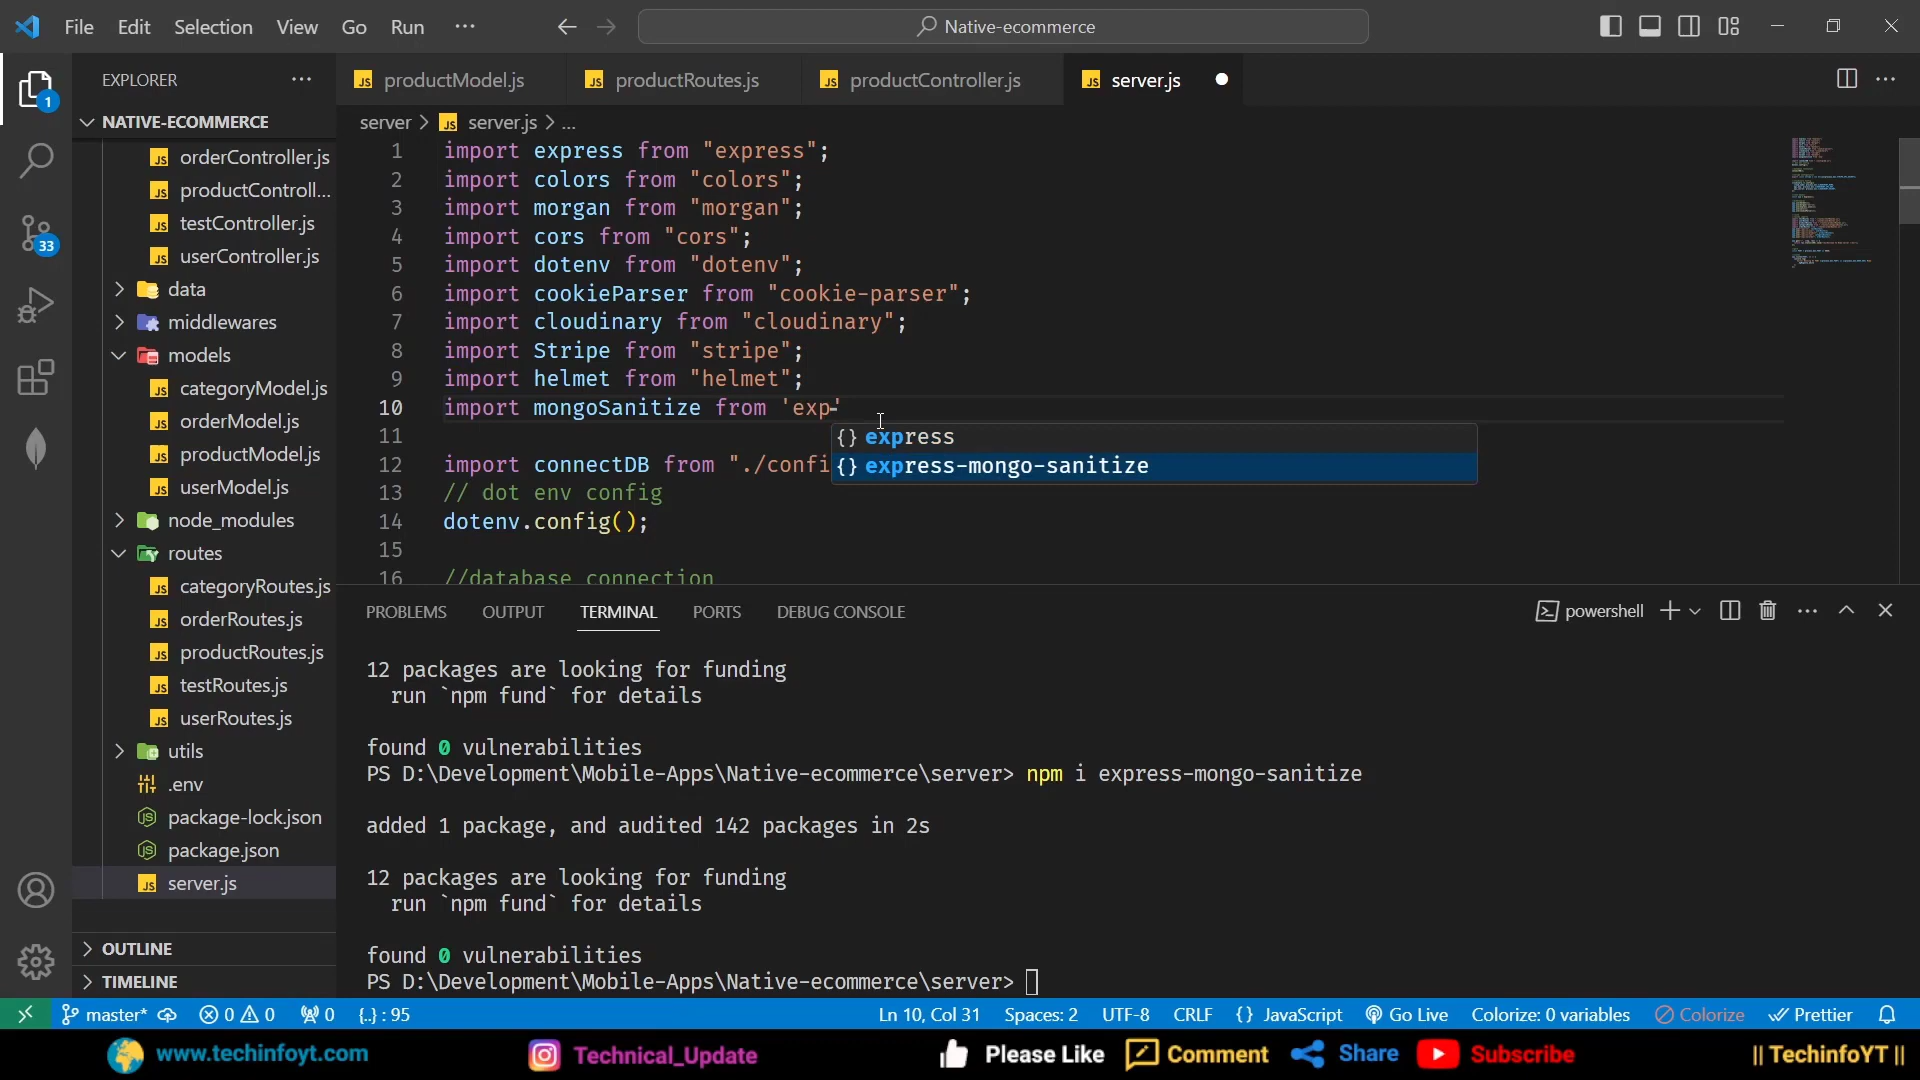 File Edit Selection View Go Run ···
Native-ecommerce
EXPLORER ···
productModel.js
productRoutes.js
productController.js
server.js
NATIVE-ECOMMERCE
server > server.js > ...
orderController.js
productControll...
testController.js
userController.js
data
middlewares
models
categoryModel.js
orderModel.js
productModel.js
userModel.js
node_modules
routes
categoryRoutes.js
orderRoutes.js
productRoutes.js
testRoutes.js
userRoutes.js
utils
.env
package-lock.json
package.json
server.js
OUTLINE
TIMELINE
1
33
1 import express from "express";
2 import colors from "colors";
3 import morgan from "morgan";
4 import cors from "cors";
5 import dotenv from "dotenv";
6 import cookieParser from "cookie-parser";
7 import cloudinary from "cloudinary";
8 import Stripe from "stripe";
9 import helmet from "helmet";
10 import mongoSanitize from 'exp-'
11
12 import connectDB from "./confi
13 // dot env config
14 dotenv.config();
15
16 //database connection
{} express
{} express-mongo-sanitize
PROBLEMS OUTPUT TERMINAL PORTS DEBUG CONSOLE
powershell
12 packages are looking for funding
run `npm fund` for details
found 0 vulnerabilities
PS D:\Development\Mobile-Apps\Native-ecommerce\server> npm i express-mongo-sanitize
added 1 package, and audited 142 packages in 2s
12 packages are looking for funding
run `npm fund` for details
found 0 vulnerabilities
PS D:\Development\Mobile-Apps\Native-ecommerce\server>
master* 0 0 0 {..} : 95
Ln 10, Col 31 Spaces: 2 UTF-8 CRLF {} JavaScript Go Live Colorize: 0 variables Colorize Prettier
www.techinfoyt.com
Technical_Update
Please Like Comment Share Subscribe
|| TechinfoYT ||